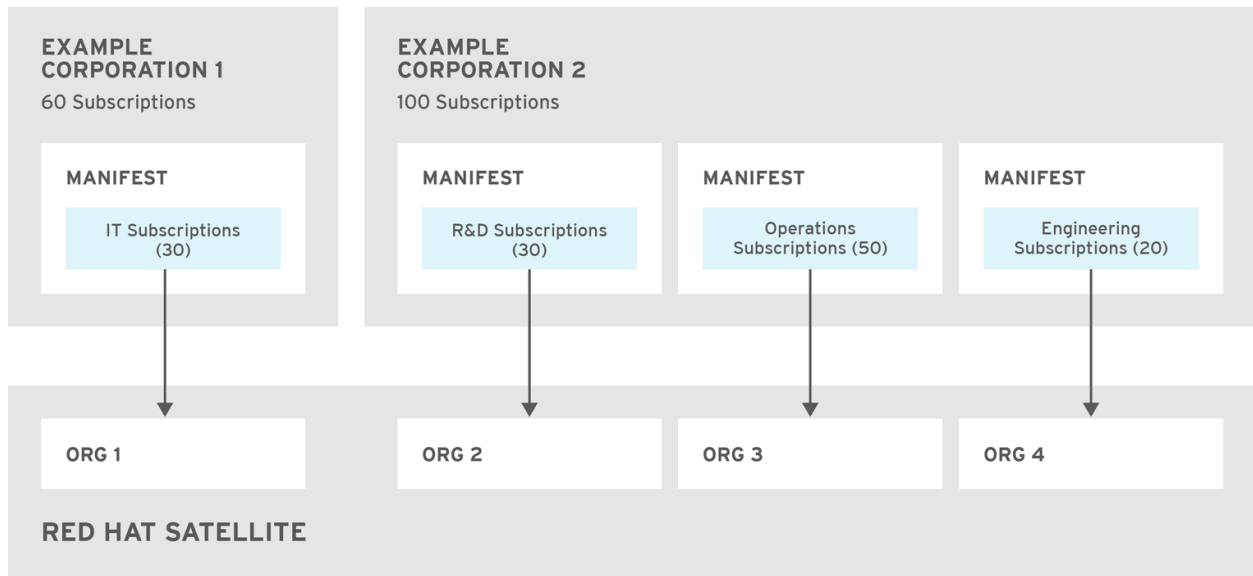 EXAMPLE
CORPORATION 1
60 Subscriptions
MANIFEST
IT Subscriptions
(30)
EXAMPLE
CORPORATION 2
100 Subscriptions
MANIFEST
R&D Subscriptions
(30)
MANIFEST
Operations
Subscriptions (50)
MANIFEST
Engineering
Subscriptions (20)
ORG 1
ORG 2
ORG 3
ORG 4
RED HAT SATELLITE